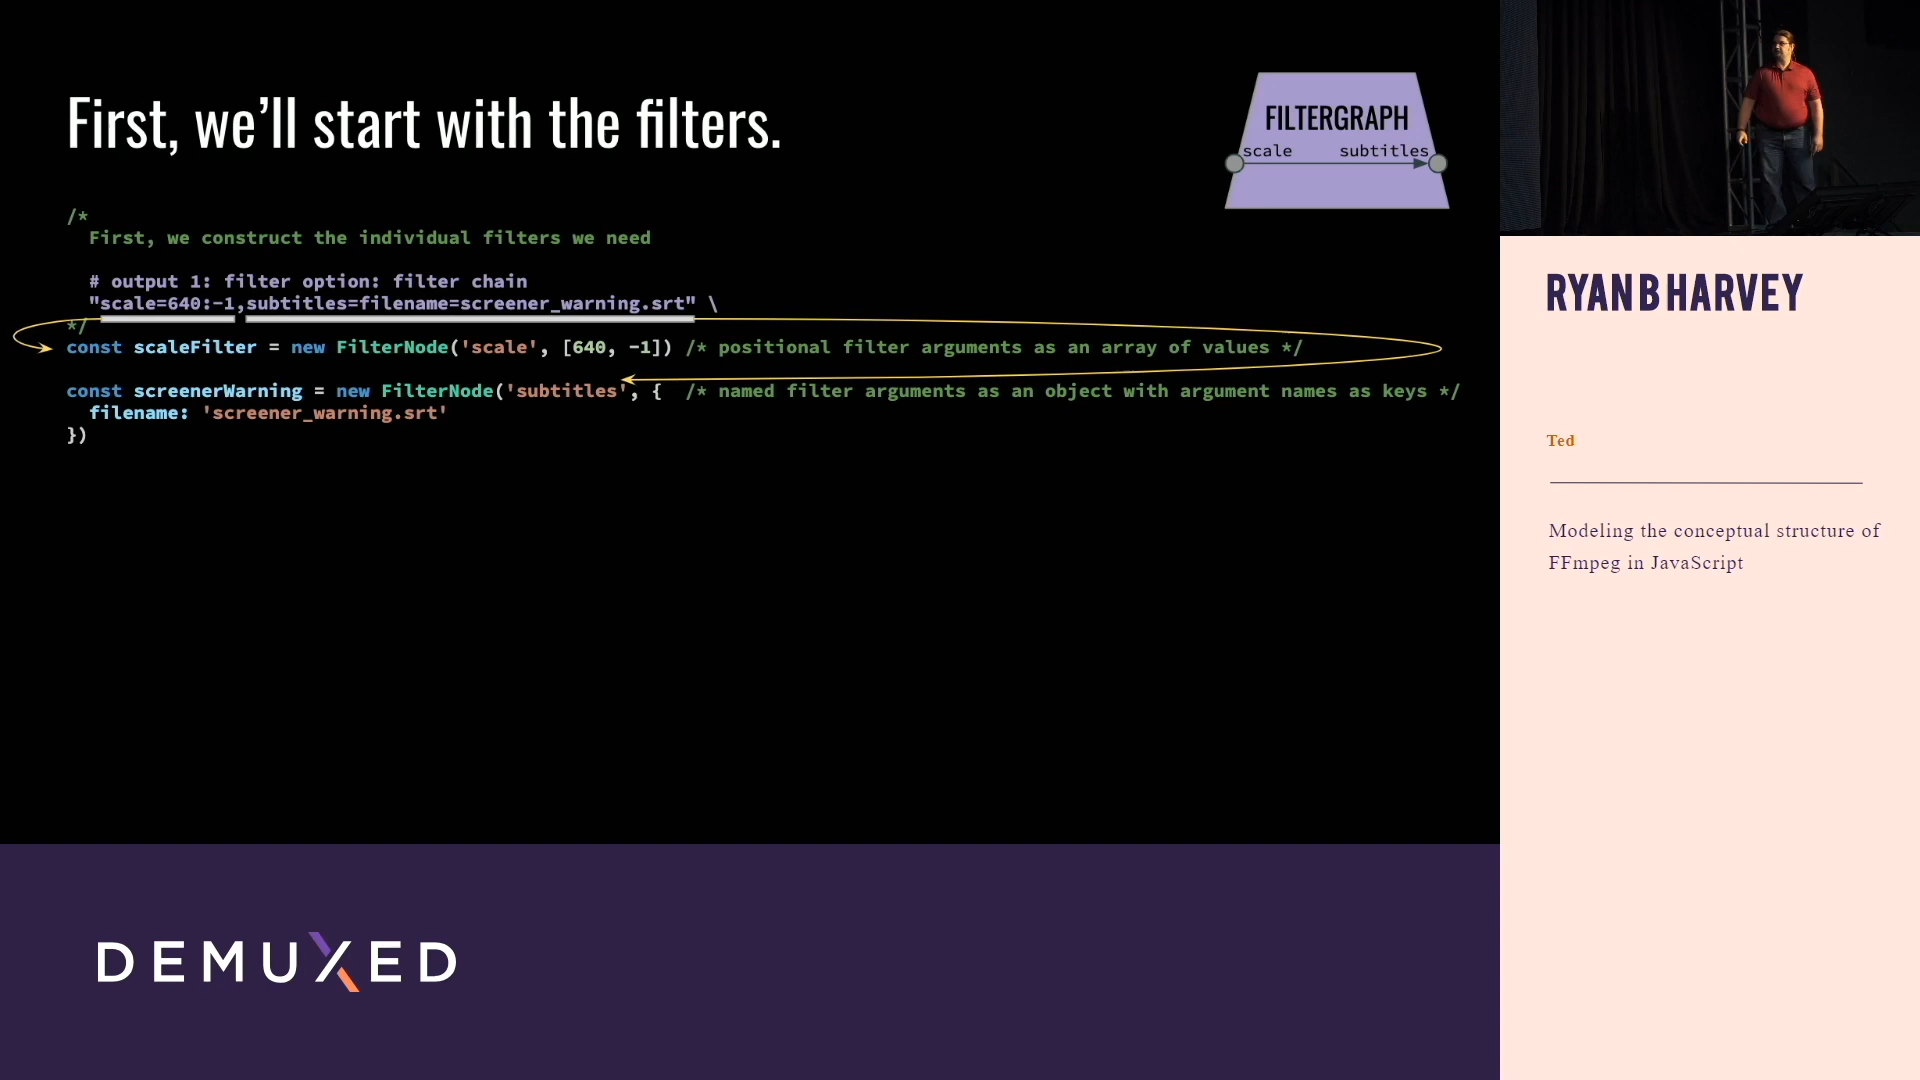 First, we’ll start with the filters.
FILTERGRAPH
scale subtitles
/*
First, we construct the individual filters we need
# output 1: filter option: filter chain
"scale=640:-1,subtitles=filename=screener_warning.srt" \
*/
const scaleFilter = new FilterNode('scale', [640, -1]) /* positional filter arguments as an array of values */
const screenerWarning = new FilterNode('subtitles', { /* named filter arguments as an object with argument names as keys */
filename: 'screener_warning.srt'
})
DEMUXED
RYAN B HARVEY
Ted
Modeling the conceptual structure of
FFmpeg in JavaScript